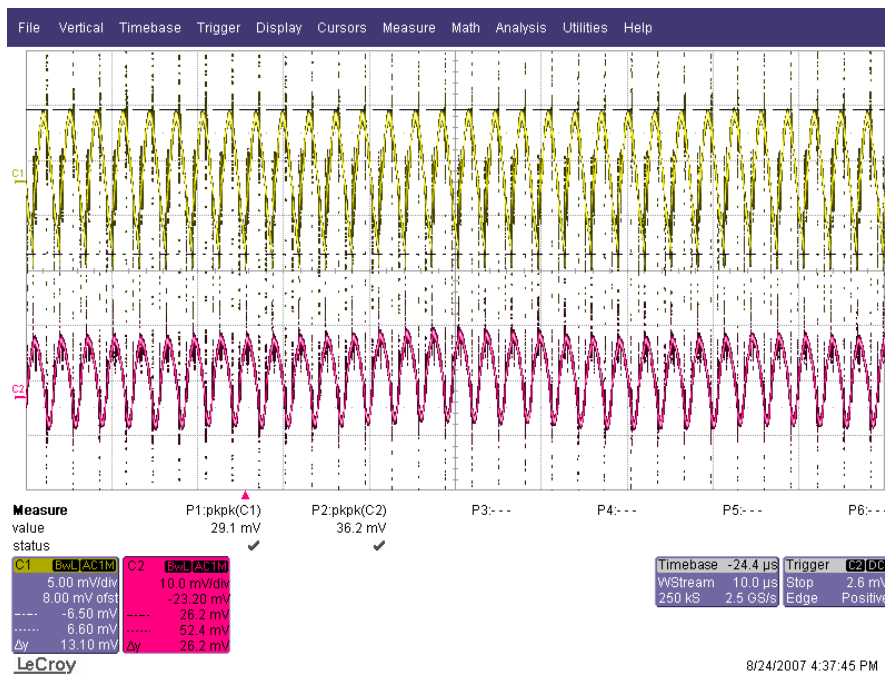 File Vertical Timebase Trigger Display Cursors Measure Math Analysis Utilities Help
C1
C2
Measure P1:pkpk(C1) P2:pkpk(C2) P3:- - - P4:- - - P5:- - - P6:- - -
value 29.1 mV 36.2 mV
status
C1 BwL AC1M
5.00 mV/div
8.00 mV ofst
-6.50 mV
6.60 mV
Δy 13.10 mV
C2 BwL AC1M
10.0 mV/div
-23.20 mV
26.2 mV
52.4 mV
Δy 26.2 mV
Timebase -24.4 µs
WStream 10.0 µs
250 kS 2.5 GS/s
Trigger C2 DC
Stop 2.6 mV
Edge Positive
LeCroy
8/24/2007 4:37:45 PM